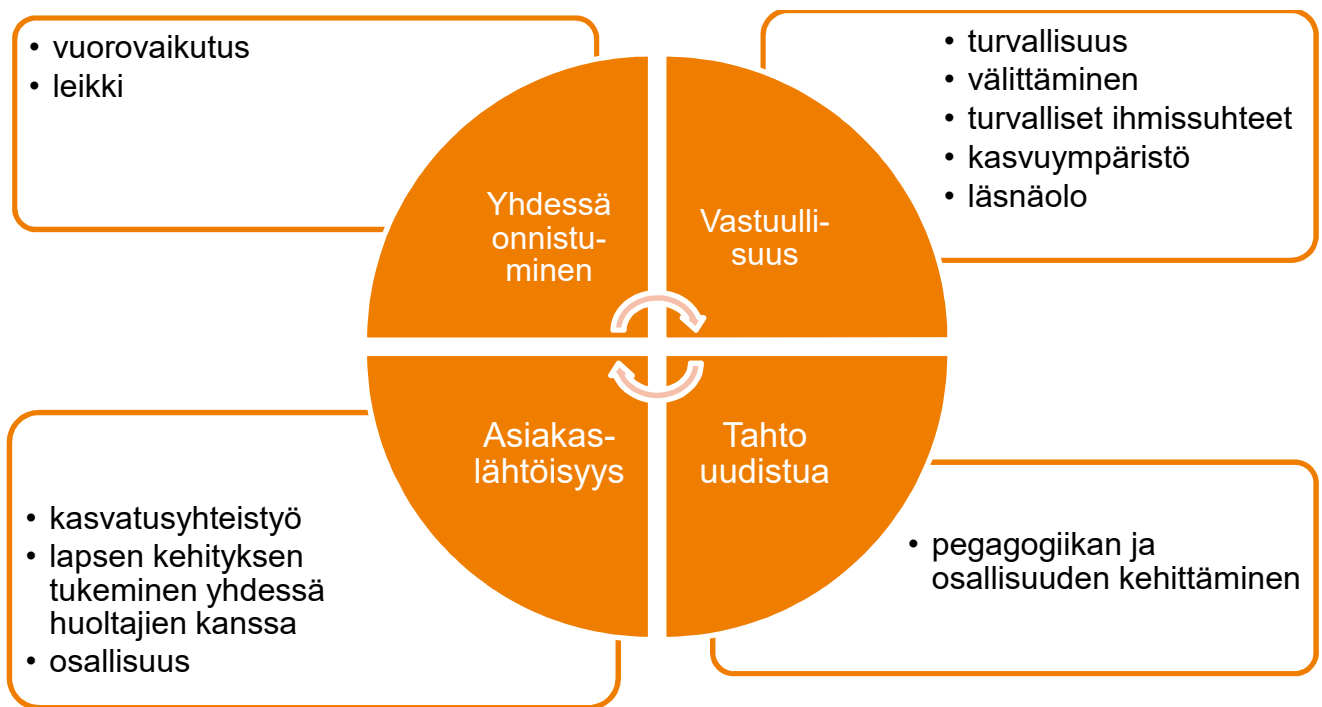 • vuorovaikutus
• leikki
• turvallisuus
• välittäminen
• turvalliset ihmissuhteet
• kasvuympäristö
• läsnäolo
Yhdessä
onnistu-
minen
Vastuulli-
suus
Asiakas-
lähtöisyys
Tahto
uudistua
• kasvatusyhteistyö
• lapsen kehityksen
tukeminen yhdessä
huoltajien kanssa
• osallisuus
• pegagogiikan ja
osallisuuden kehittäminen